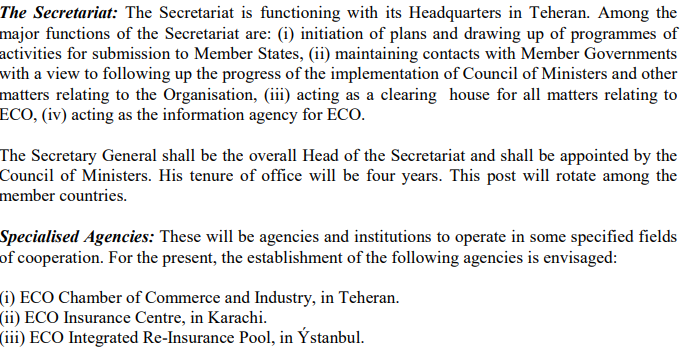 The Secretariat: The Secretariat is functioning with its Headquarters in Teheran. Among the
major functions of the Secretariat are: (i) initiation of plans and drawing up of programmes of
activities for submission to Member States, (ii) maintaining contacts with Member Governments
with a view to following up the progress of the implementation of Council of Ministers and other
matters relating to the Organisation, (iii) acting as a clearing house for all matters relating to
ECO, (iv) acting as the information agency for ECO.
The Secretary General shall be the overall Head of the Secretariat and shall be appointed by the
Council of Ministers. His tenure of office will be four years. This post will rotate among the
member countries.
Specialised Agencies: These will be agencies and institutions to operate in some specified fields
of cooperation. For the present, the establishment of the following agencies is envisaged:
(i) ECO Chamber of Commerce and Industry, in Teheran.
(ii) ECO Insurance Centre, in Karachi.
(iii) ECO Integrated Re-Insurance Pool, in Ýstanbul.